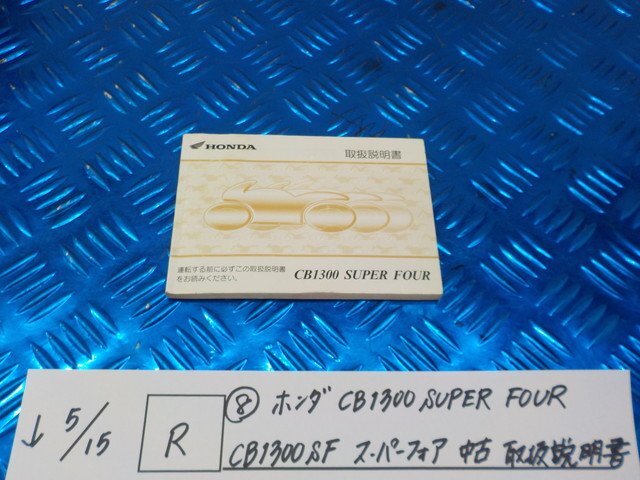 HONDA
取扱説明書
運転する前に必ずこの取扱説明書
をお読みください。
CB1300 SUPER FOUR
↓ 5/15 R ⑧ ホンダ CB1300 SUPER FOUR
CB1300SF スーパーフォア 中古 取扱説明書